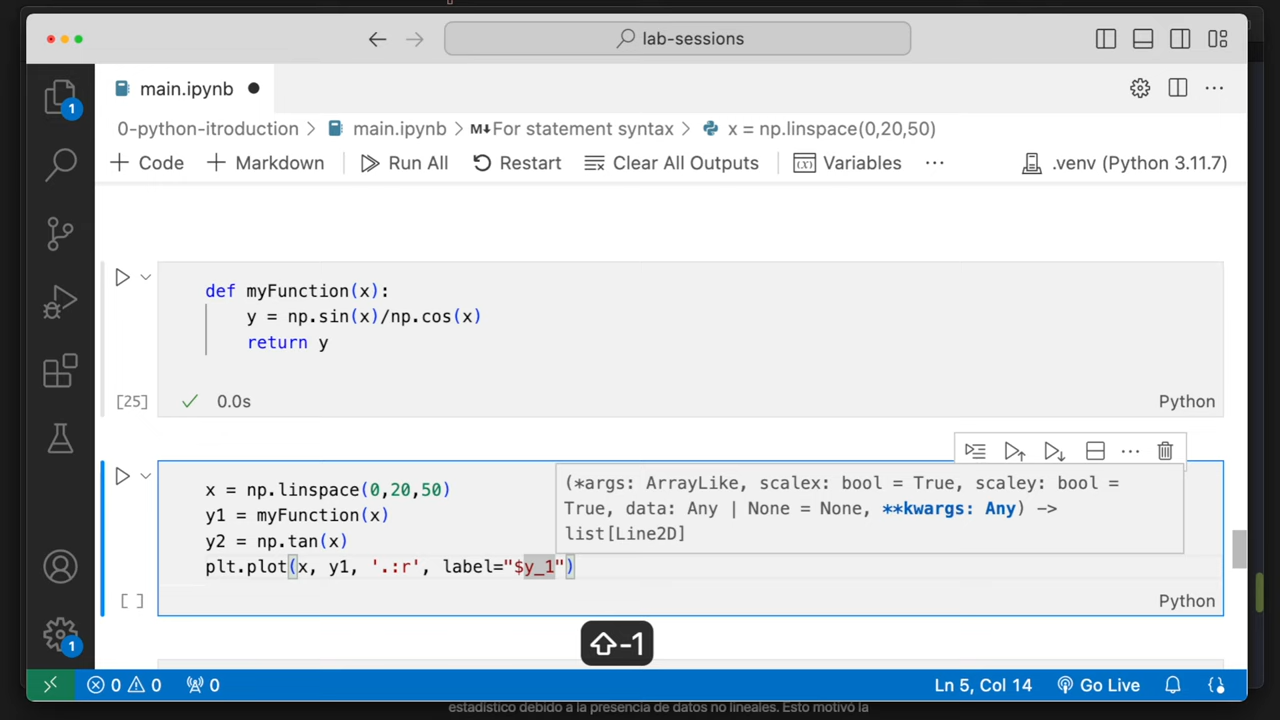 lab-sessions
main.ipynb
0-python-itroduction > main.ipynb > M↓For statement syntax > x = np.linspace(0,20,50)
+ Code + Markdown Run All Restart Clear All Outputs (x) Variables ... .venv (Python 3.11.7)
def myFunction(x):
y = np.sin(x)/np.cos(x)
return y
[25] 0.0s Python
x = np.linspace(0,20,50)
(*args: ArrayLike, scalex: bool = True, scaley: bool =
y1 = myFunction(x)
True, data: Any | None = None, **kwargs: Any) ->
y2 = np.tan(x)
list[Line2D]
plt.plot(x, y1, '.:r', label="$y_1")
[ ] Python
⇧-1
1
1
0 0 0 Ln 5, Col 14 Go Live
estadístico debido a la presencia de datos no lineales. Esto motivó la